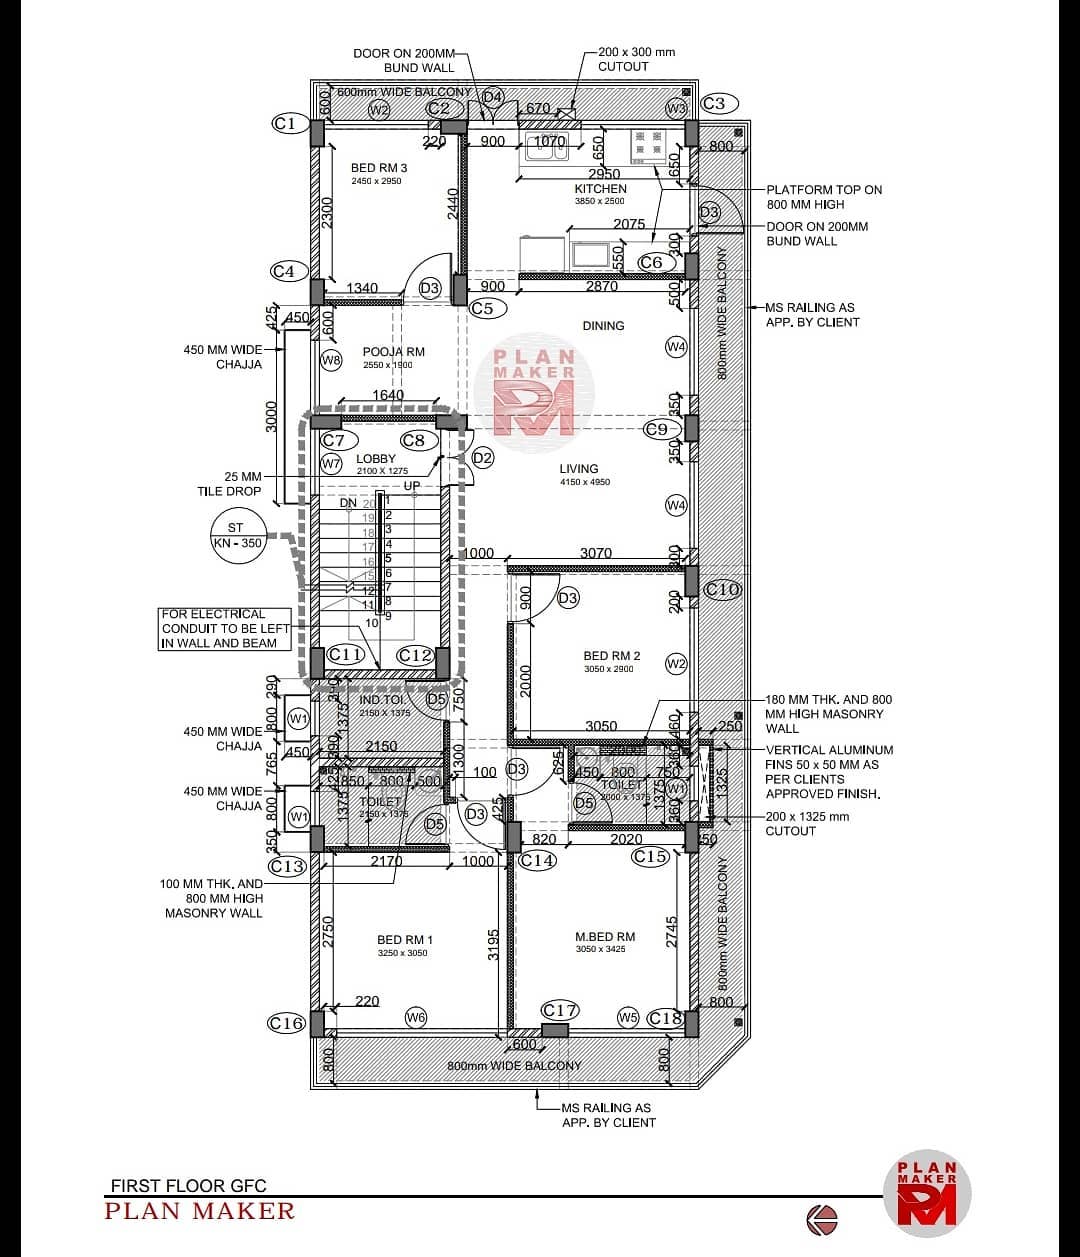 DOOR ON 200MM
BUND WALL
200 x 300 mm
CUTOUT
600mm WIDE BALCONY
600
W2
C2
D4
670
W3
C3
C1
220
900
1070
650
650
800
BED RM 3
2450 x 2950
2950
KITCHEN
3850 x 2500
PLATFORM TOP ON
800 MM HIGH
2300
2440
2075
D3
DOOR ON 200MM
BUND WALL
300
550
C6
C4
800mm WIDE BALCONY
1340
D3
900
2870
500
C5
MS RAILING AS
APP. BY CLIENT
425
450
600
DINING
450 MM WIDE
CHAJJA
W8
POOJA RM
2550 x 1900
PLAN
MAKER
W4
1640
350
3000
C7
C8
C9
W7
LOBBY
2100 X 1275
D2
350
LIVING
4150 x 4950
25 MM
TILE DROP
UP
DN
20
1
19
2
18
3
17
4
16
5
15
6
7
12
8
11
9
10
W4
ST
KN - 350
1000
3070
300
900
D3
C10
200
FOR ELECTRICAL
CONDUIT TO BE LEFT
IN WALL AND BEAM
C11
C12
BED RM 2
3050 x 2900
W2
2000
390
390
IND.TOI.
2150 X 1375
D5
750
180 MM THK. AND 800
MM HIGH MASONRY
WALL
800
W1
1375
3050
460
250
450 MM WIDE
CHAJJA
450
390
2150
300
VERTICAL ALUMINUM
FINS 50 x 50 MM AS
PER CLIENTS
APPROVED FINISH.
765
425
850
800
500
100
D3
625
450
800
750
1325
450 MM WIDE
CHAJJA
800
W1
1375
TOILET
2150 x 1375
D5
D3
425
D5
TOILET
2000 x 1375
1375
W1
360
200 x 1325 mm
CUTOUT
350
C13
2170
1000
C14
820
2020
C15
250
100 MM THK. AND
800 MM HIGH
MASONRY WALL
2750
BED RM 1
3250 x 3050
3195
M.BED RM
3050 x 3425
2745
800mm WIDE BALCONY
220
800
C16
W6
C17
W5
C18
600
800
800mm WIDE BALCONY
800
MS RAILING AS
APP. BY CLIENT
FIRST FLOOR GFC
PLAN MAKER
PLAN
MAKER